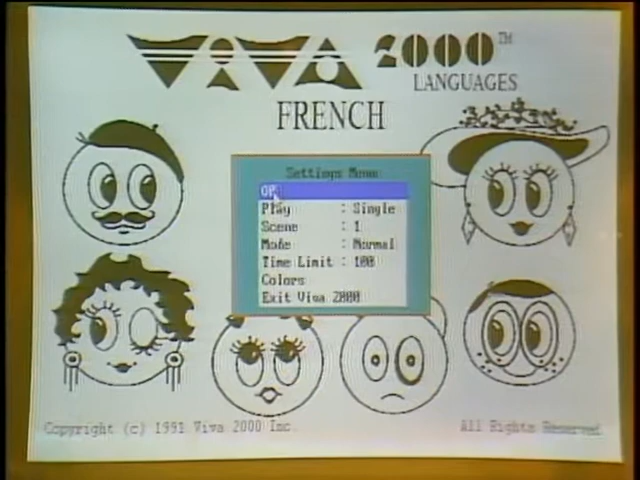 VIVA 2000 TM
LANGUAGES
FRENCH
Settings Menu
OK
Play : Single
Scene : 1
Mode : Normal
Time Limit : 100
Colors
Exit Viva 2000
Copyright (c) 1991 Viva 2000 Inc.
All Rights Reserved